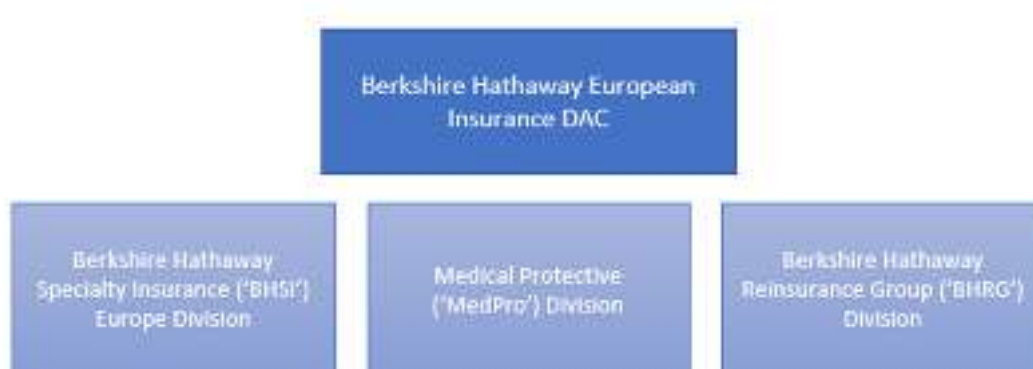 Berkshire Hathaway European
Insurance DAC
Berkshire Hathaway
Specialty Insurance ('BHSI')
Europe Division
Medical Protective
('MedPro') Division
Berkshire Hathaway
Reinsurance Group ('BHRG')
Division